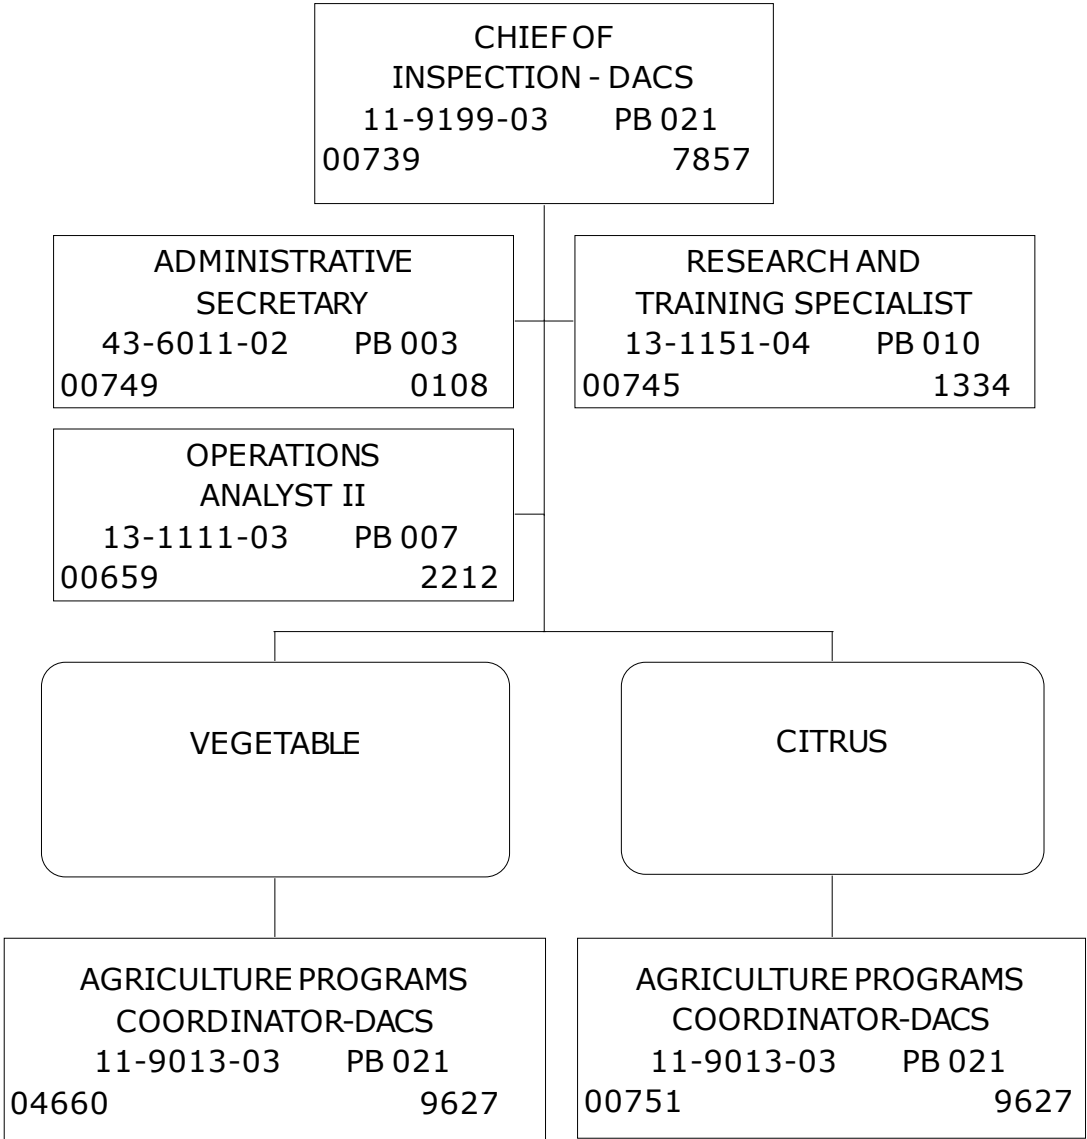 CHIEF OF
INSPECTION - DACS
11-9199-03 PB 021
00739 7857
ADMINISTRATIVE
SECRETARY
43-6011-02 PB 003
00749 0108
RESEARCH AND
TRAINING SPECIALIST
13-1151-04 PB 010
00745 1334
OPERATIONS
ANALYST II
13-1111-03 PB 007
00659 2212
VEGETABLE
CITRUS
AGRICULTURE PROGRAMS
COORDINATOR-DACS
11-9013-03 PB 021
04660 9627
AGRICULTURE PROGRAMS
COORDINATOR-DACS
11-9013-03 PB 021
00751 9627